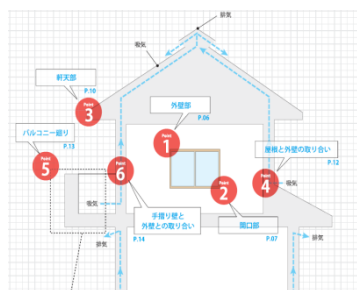 排気
吸気
軒天部
P.10
Point
3
外壁部
P.06
Point
1
バルコニー廻り
P.13
Point
5
Point
6
屋根と外壁の取り合い
P.12
Point
4
吸気
Point
2
吸気
手摺り壁と
外壁との取り合い
P.14
開口部
P.07
排気
排気